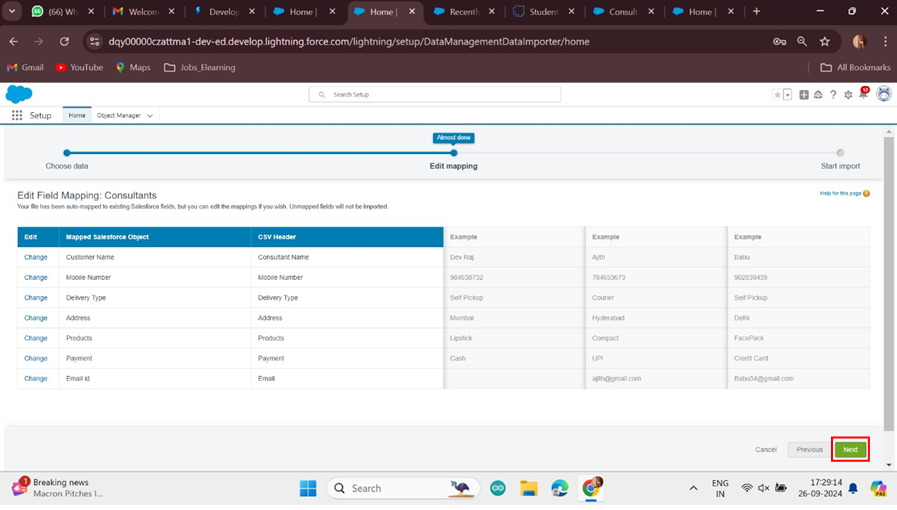 (66) Wh
Welcom
Develop
Home |
Home |
Recently
Student
Consult
Home |
dqy00000czattma1-dev-ed.develop.lightning.force.com/lightning/setup/DataManagementDataImporter/home
Gmail
YouTube
Maps
Jobs_Elearning
All Bookmarks
Search Setup
12
Setup
Home
Object Manager
Almost done
Choose data
Edit mapping
Start import
Edit Field Mapping: Consultants
Help for this page ?
Your file has been auto-mapped to existing Salesforce fields, but you can edit the mappings if you wish. Unmapped fields will not be imported.
Edit Mapped Salesforce Object CSV Header Example Example Example
Change Customer Name Consultant Name Dev Raj Ajith Babu
Change Mobile Number Mobile Number 984638732 784653673 902839439
Change Delivery Type Delivery Type Self Pickup Courier Self Pickup
Change Address Address Mumbai Hyderabad Delhi
Change Products Products Lipstick Compact FacePack
Change Payment Payment Cash UPI Credit Card
Change Email id Email ajith@gmail.com Babu34@gmail.com
Cancel
Previous
Next
1
Breaking news
Macron Pitches I...
Search
ENG
IN
17:29:14
26-09-2024